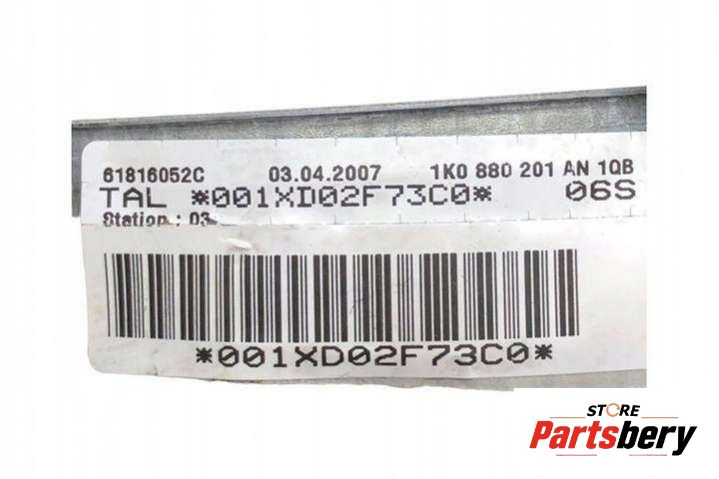 61816052C 03.04.2007 1K0 880 201 AN 1QB
TAL *001XD02F73C0* 06S
Station : 03
*001XD02F73C0*
STORE
Partsbery